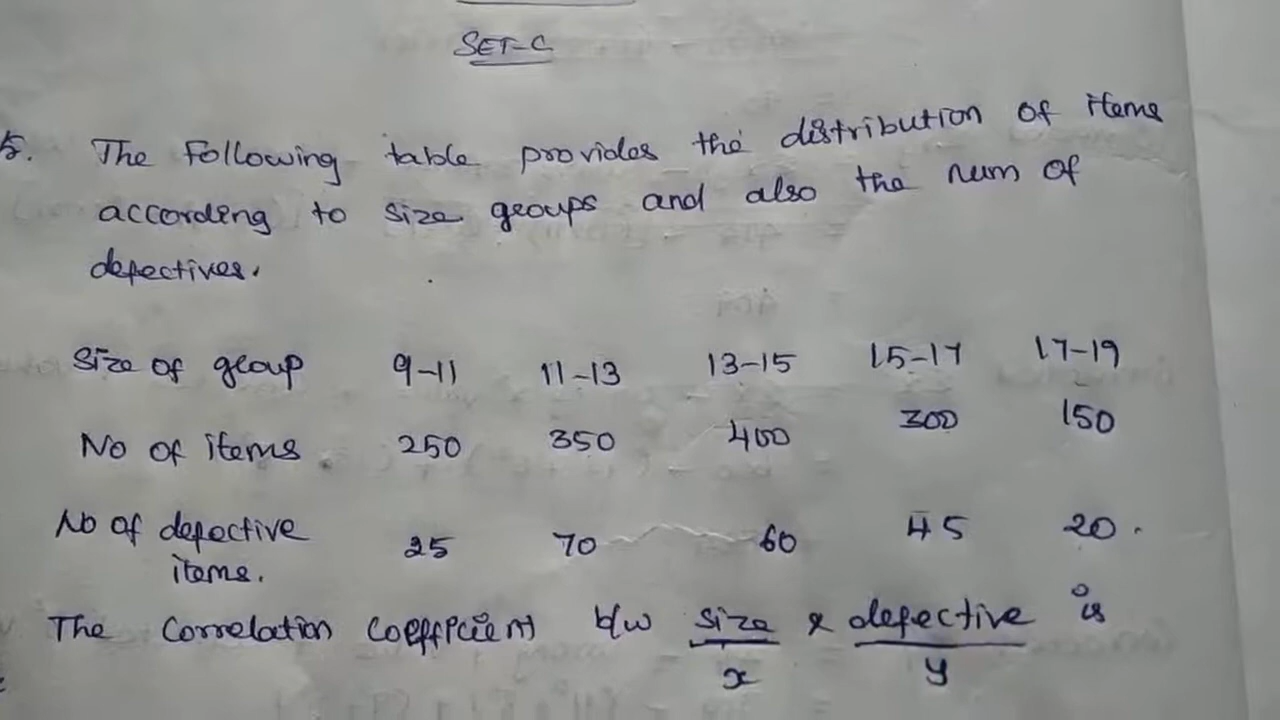 SET-C
5. The Following table provides the distribution of items
according to size groups and also the num of
defectives.
Size of group 9-11 11-13 13-15 15-17 17-19
No of items 250 350 400 300 150
No of defective 25 70 60 45 20.
items.
The Correlation Coefficient b/w size & defective is
x y